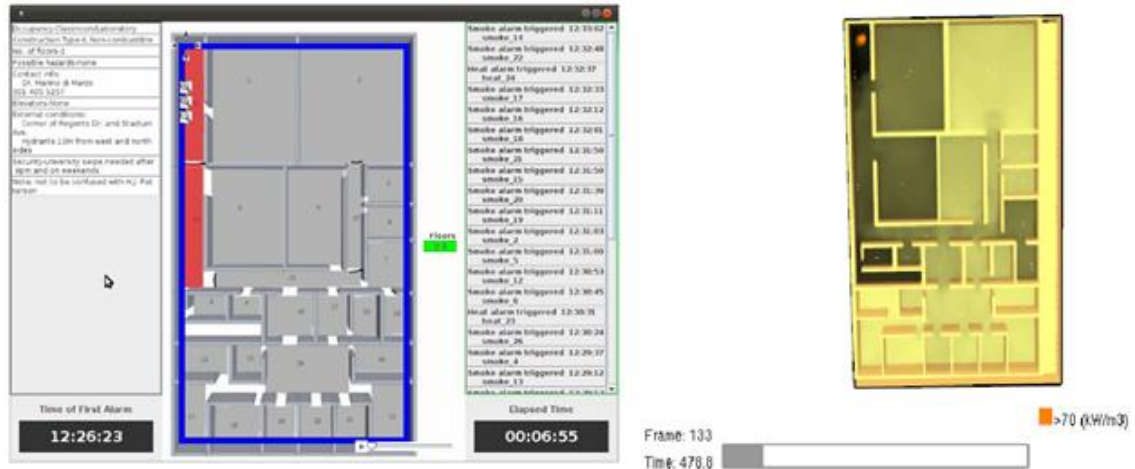 Occupancy-Classroom/Laboratory
Construction Type-II, Non-combustible
No. of floors-2
Possible hazards-none
Contact info:
Dr. Marino di Marzo
Elevators-None
External conditions:
Corner of Regents Dr. and Stadium
Ave.
Hydrants 10m from east and north
sides
Security-University swipe needed after
and on weekends
Note: not to be confused with H.J. Pat
terson
Time of First Alarm
12:26:23
Floors
Smoke alarm triggered 12:33:02
smoke_14
Smoke alarm triggered 12:32:48
smoke_22
Heat alarm triggered 12:32:37
heat_24
Smoke alarm triggered 12:32:33
smoke_17
Smoke alarm triggered 12:32:12
smoke_16
Smoke alarm triggered 12:32:01
smoke_18
Smoke alarm triggered 12:31:50
smoke_21
Smoke alarm triggered 12:31:50
smoke_15
Smoke alarm triggered 12:31:39
smoke_20
Smoke alarm triggered 12:31:11
smoke_19
Smoke alarm triggered 12:31:03
smoke_2
Smoke alarm triggered 12:31:00
smoke_5
Smoke alarm triggered 12:30:53
smoke_12
Smoke alarm triggered 12:30:45
smoke_6
Heat alarm triggered 12:30:31
heat_23
Smoke alarm triggered 12:30:24
smoke_26
Smoke alarm triggered 12:29:37
smoke_4
Smoke alarm triggered 12:29:12
smoke_13
Elapsed Time
00:06:55
>70 (kW/m3)
Frame: 133
Time: 478.8